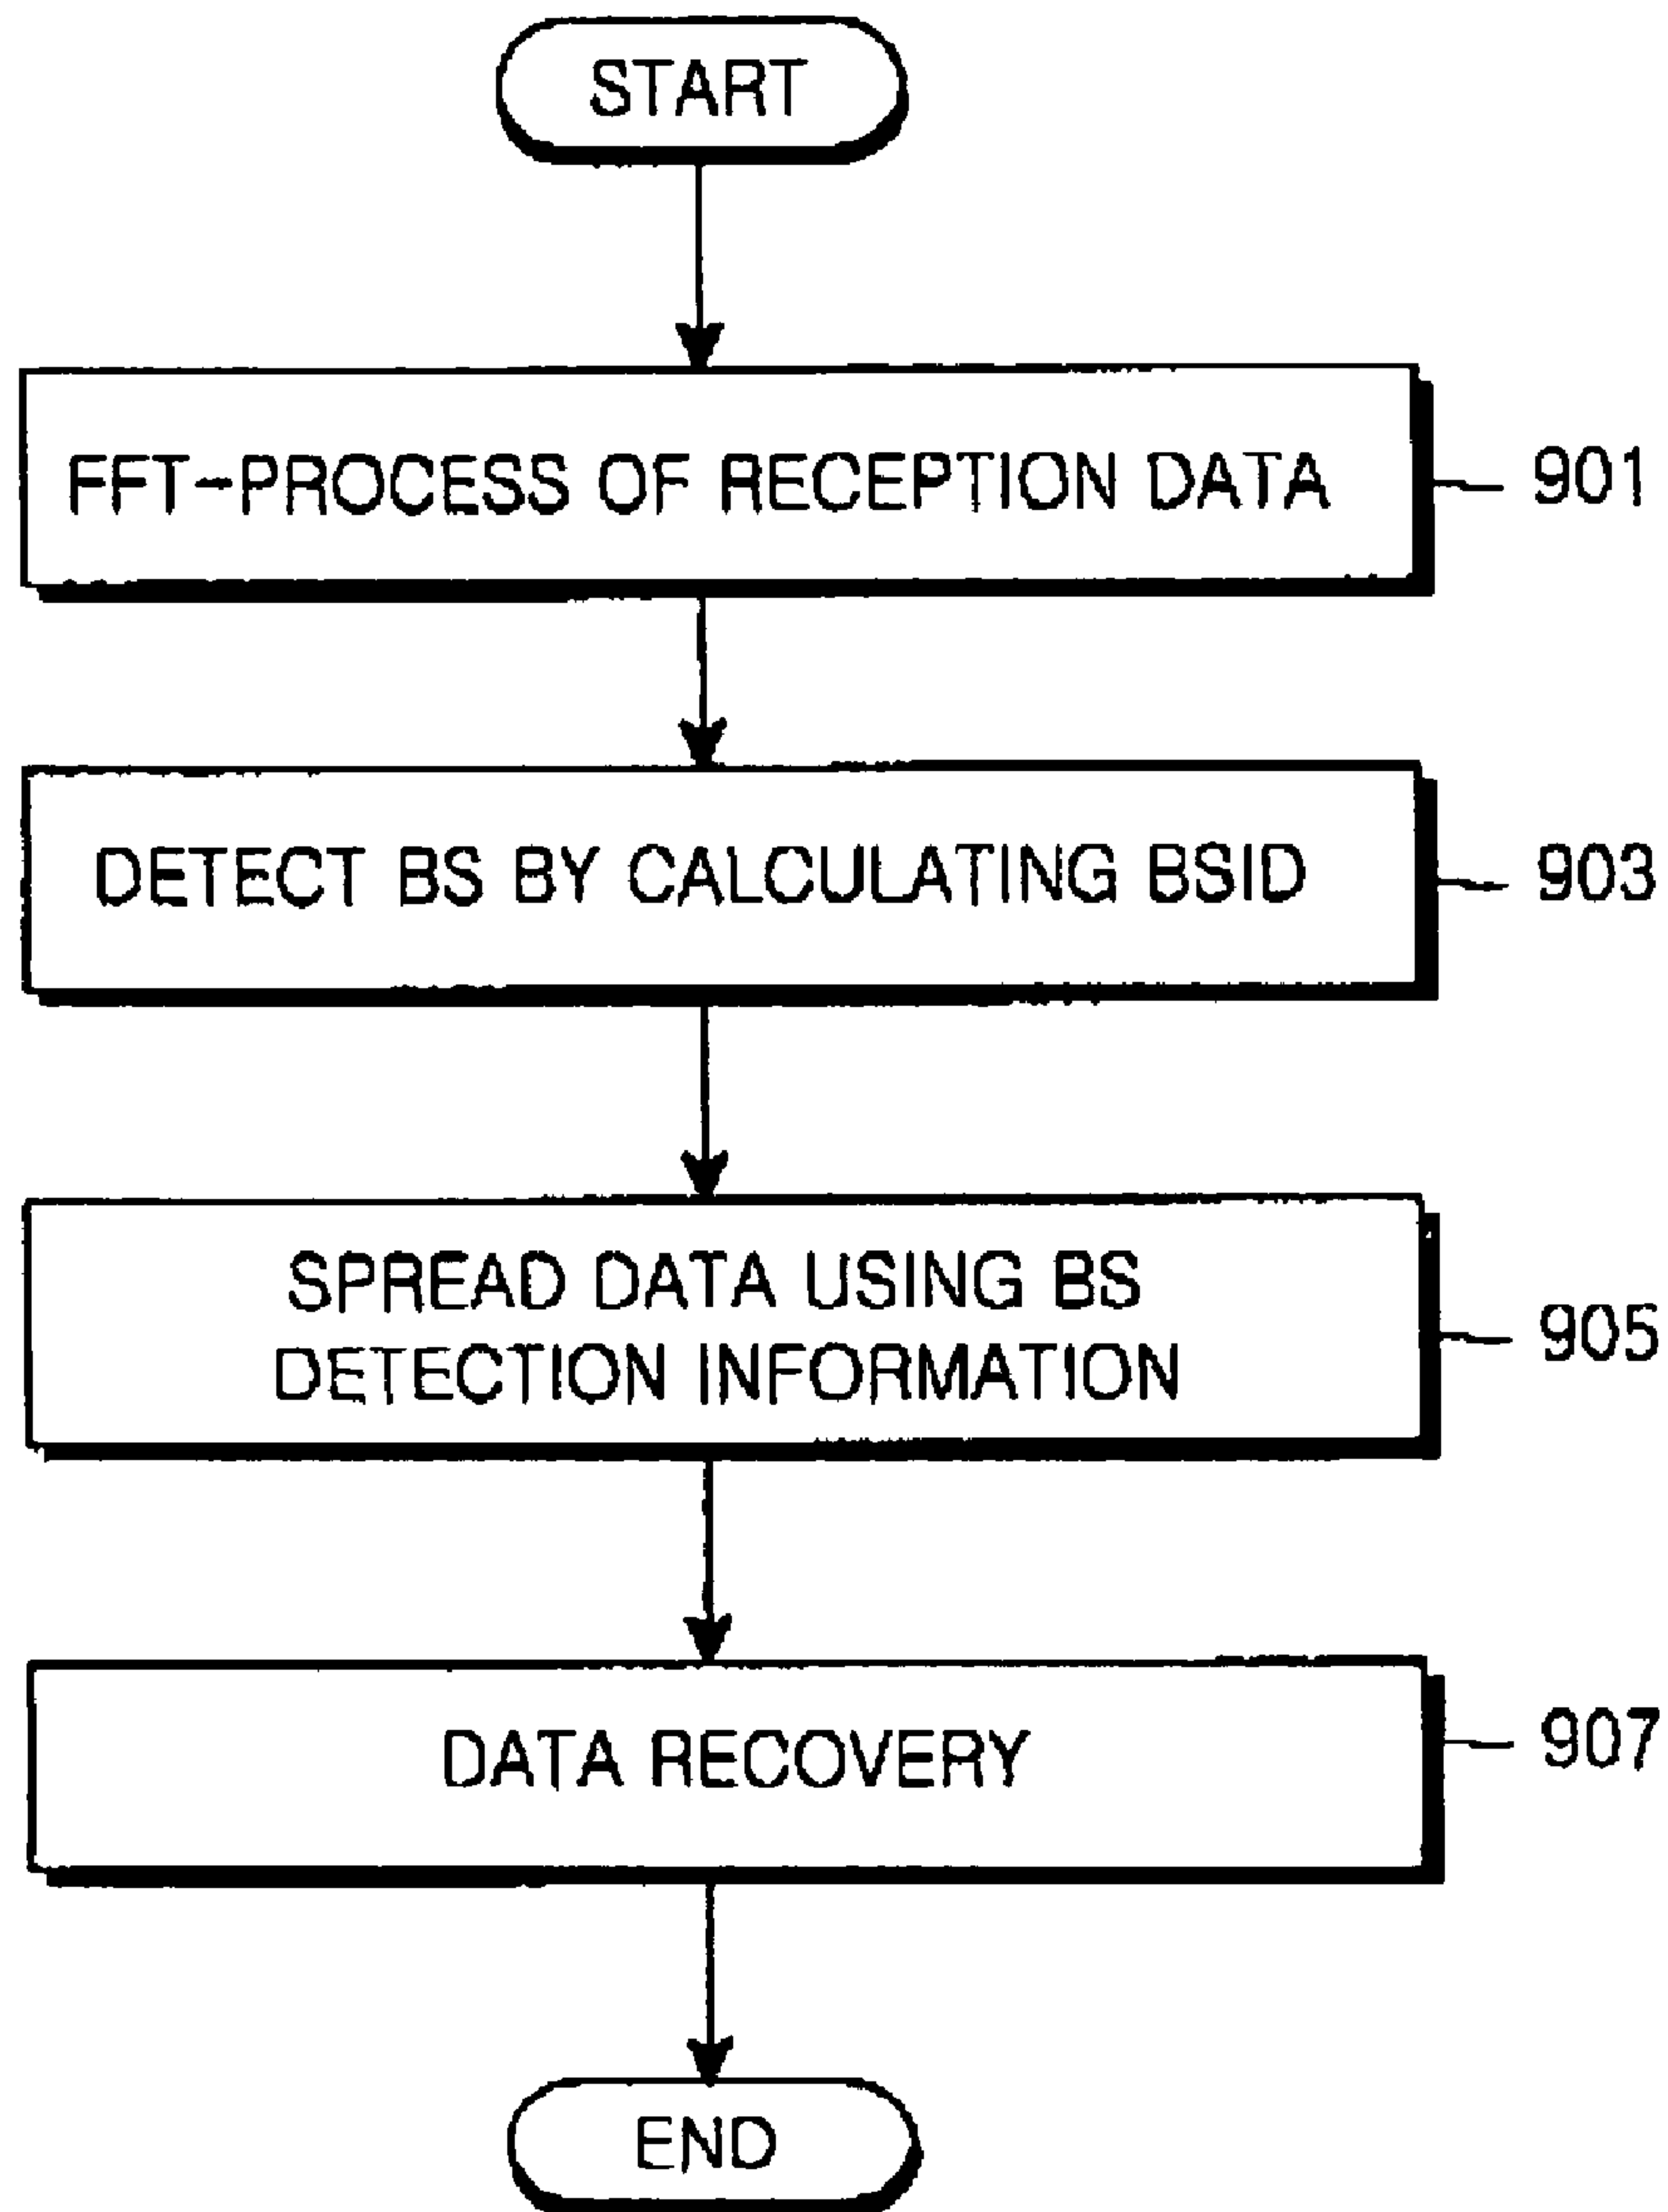 START
FFT-PROCESS OF RECEPTION DATA
901
DETECT BS BY CALCULATING BSID
903
SPREAD DATA USING BS
DETECTION INFORMATION
905
DATA RECOVERY
907
END